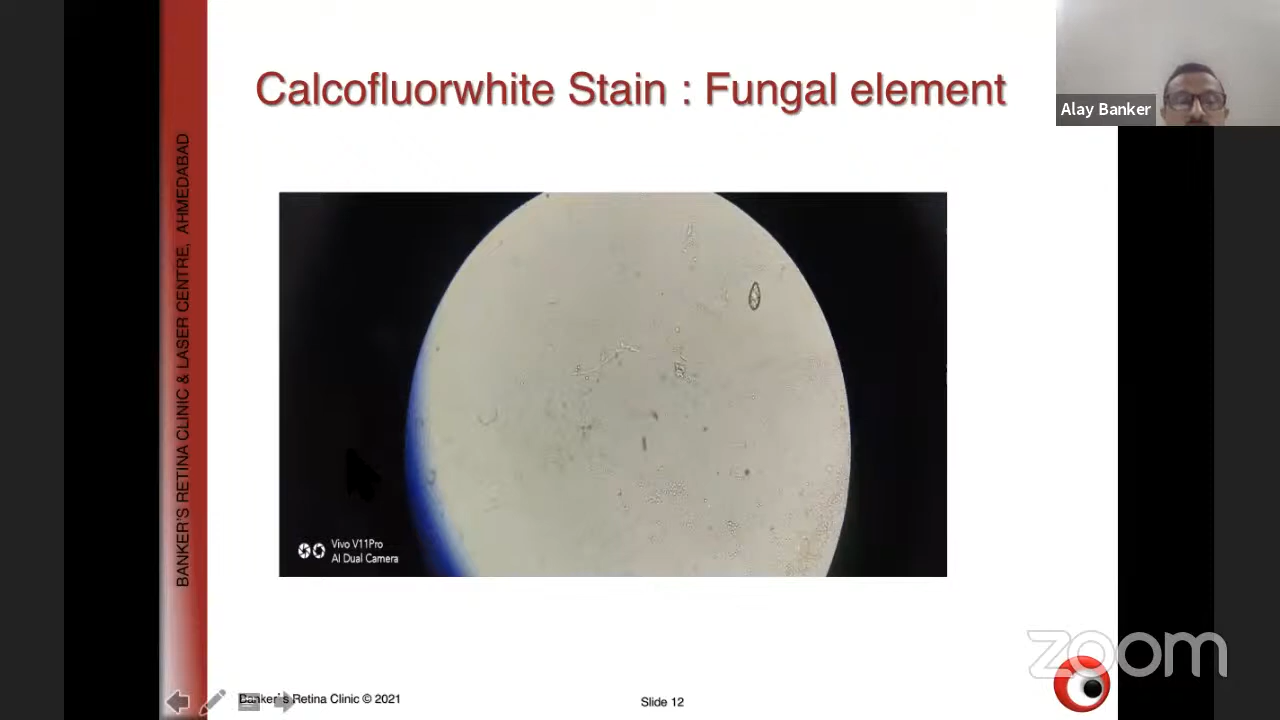 Calcofluorwhite Stain : Fungal element
Alay Banker
BANKER'S RETINA CLINIC & LASER CENTRE, AHMEDABAD
Vivo V11Pro
AI Dual Camera
zoom
Banker's Retina Clinic © 2021
Slide 12